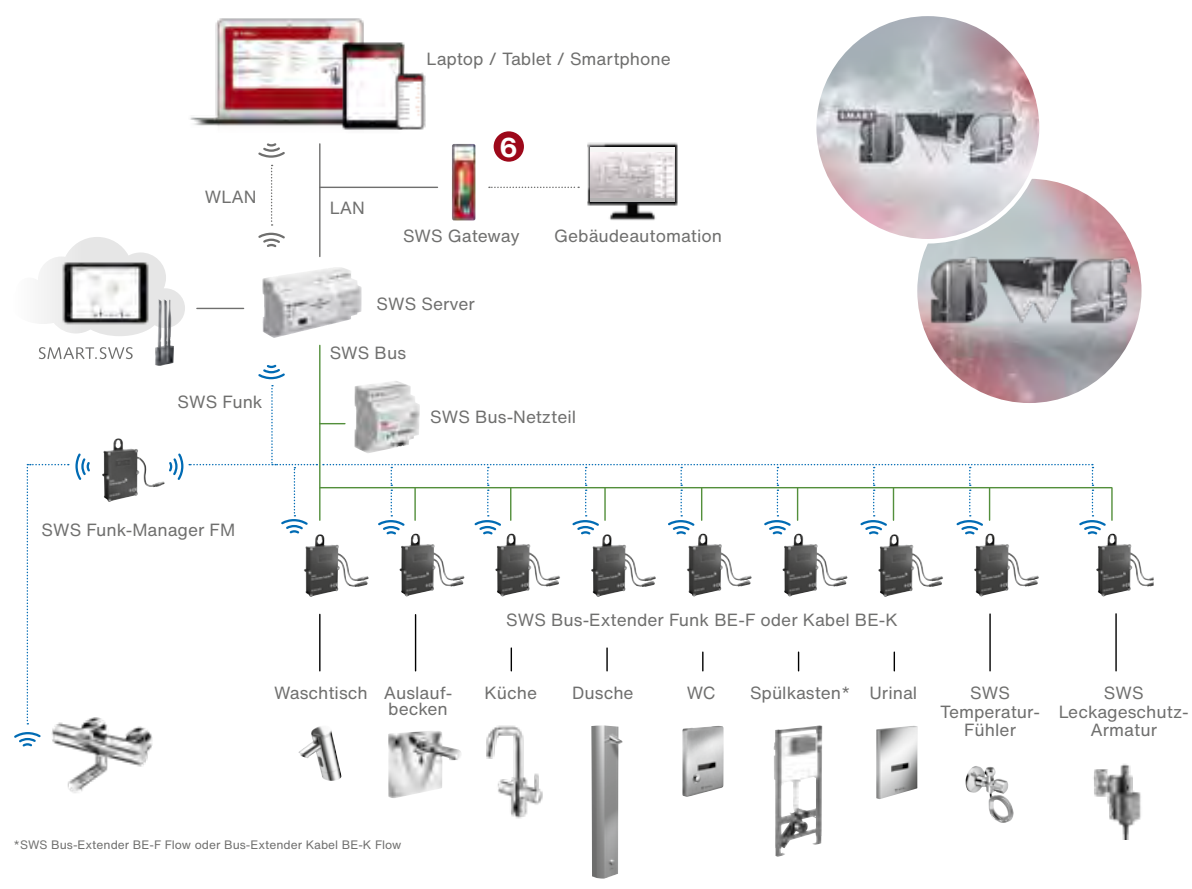 Laptop / Tablet / Smartphone
6
SMART
SWS
WLAN
LAN
SWS Gateway
Gebäudeautomation
SWS
SWS Server
SMART.SWS
SWS Bus
SWS Funk
SWS Bus-Netzteil
SWS Funk-Manager FM
SWS Bus-Extender Funk BE-F oder Kabel BE-K
Waschtisch
Auslauf-
becken
Küche
Dusche
WC
Spülkasten*
Urinal
SWS
Temperatur-
Fühler
SWS
Leckageschutz-
Armatur
*SWS Bus-Extender BE-F Flow oder Bus-Extender Kabel BE-K Flow